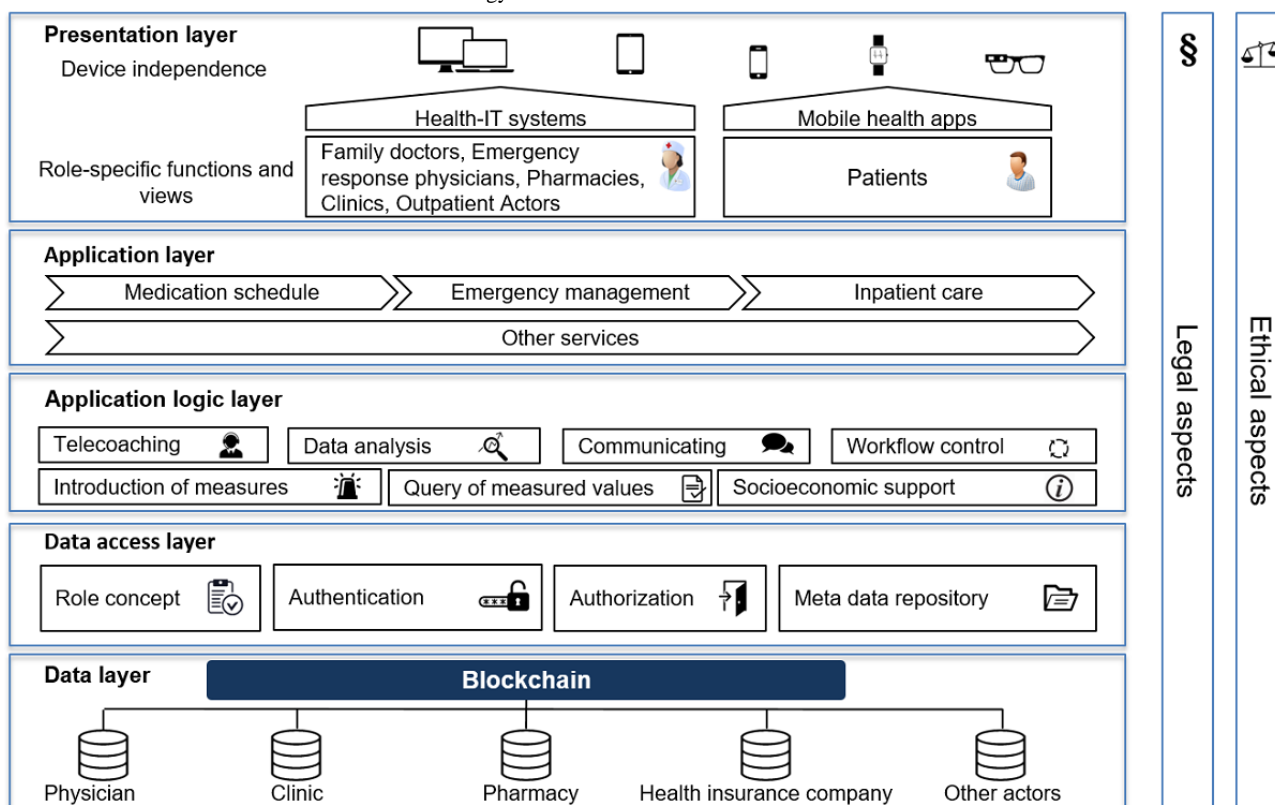 gy
Presentation layer
Device independence
Health-IT systems
Mobile health apps
Role-specific functions and
views
Family doctors, Emergency
response physicians, Pharmacies,
Clinics, Outpatient Actors
Patients
Application layer
Medication schedule
Emergency management
Inpatient care
Other services
Application logic layer
Telecoaching
Data analysis
Communicating
Workflow control
Introduction of measures
Query of measured values
Socioeconomic support
i
Data access layer
Role concept
Authentication
***
Authorization
Meta data repository
Data layer
Blockchain
Physician
Clinic
Pharmacy
Health insurance company
Other actors
§
Legal aspects
Ethical aspects